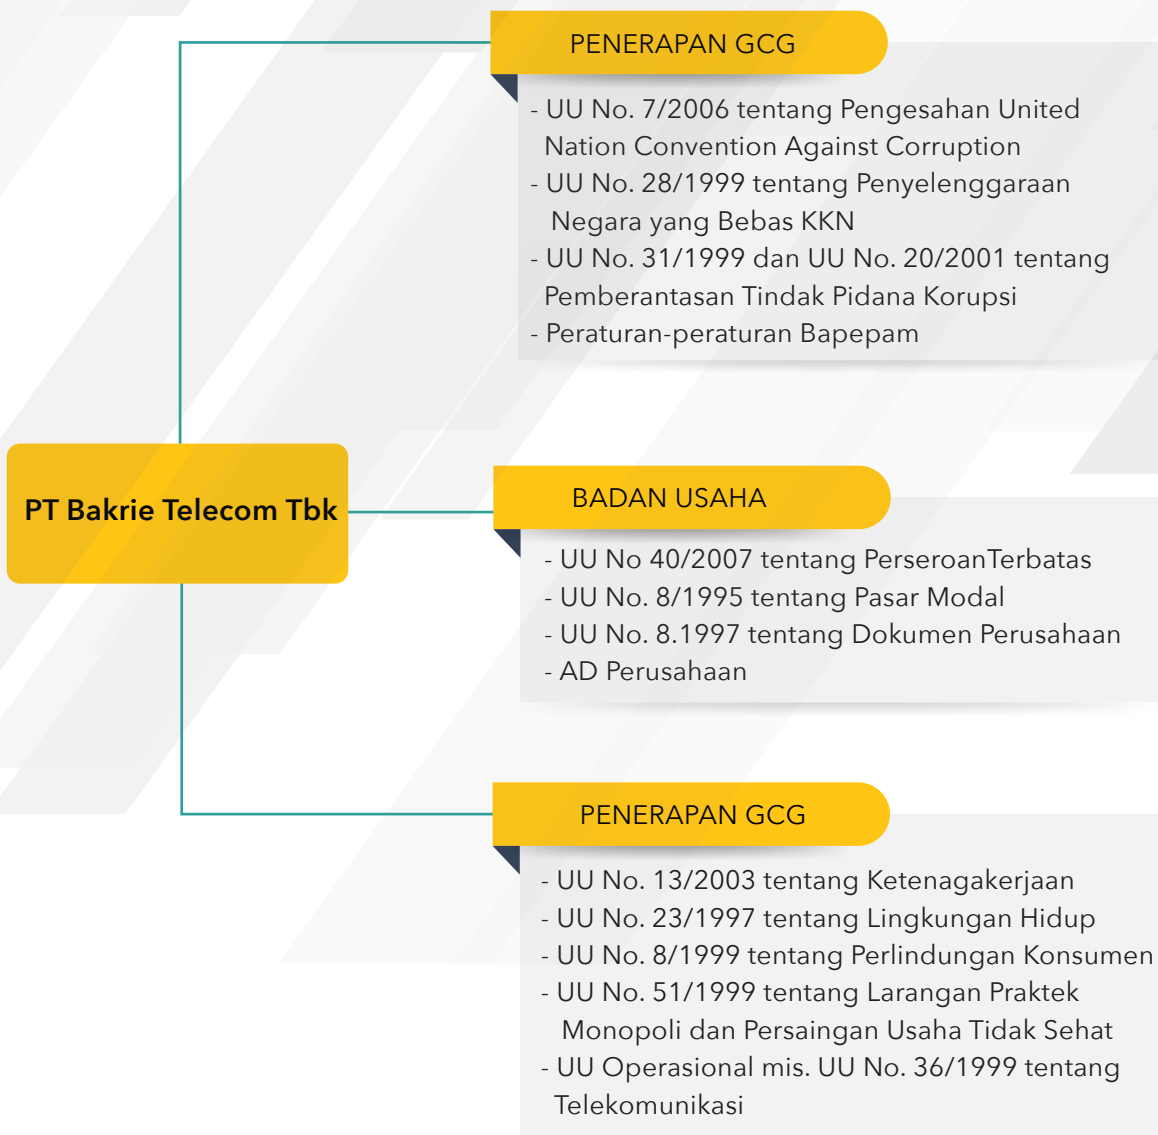 PENERAPAN GCG
- UU No. 7/2006 tentang Pengesahan United
Nation Convention Against Corruption
- UU No. 28/1999 tentang Penyelenggaraan
Negara yang Bebas KKN
- UU No. 31/1999 dan UU No. 20/2001 tentang
Pemberantasan Tindak Pidana Korupsi
- Peraturan-peraturan Bapepam
PT Bakrie Telecom Tbk
BADAN USAHA
- UU No 40/2007 tentang PerseroanTerbatas
- UU No. 8/1995 tentang Pasar Modal
- UU No. 8.1997 tentang Dokumen Perusahaan
- AD Perusahaan
PENERAPAN GCG
- UU No. 13/2003 tentang Ketenagakerjaan
- UU No. 23/1997 tentang Lingkungan Hidup
- UU No. 8/1999 tentang Perlindungan Konsumen
- UU No. 51/1999 tentang Larangan Praktek
Monopoli dan Persaingan Usaha Tidak Sehat
- UU Operasional mis. UU No. 36/1999 tentang
Telekomunikasi